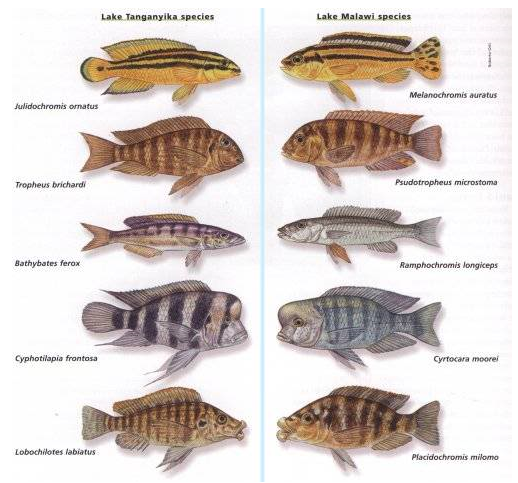 Lake Tanganyika species
Lake Malawi species
Julidochromis ornatus
Melanochromis auratus
Tropheus brichardi
Psudotropheus microstoma
Bathybates ferox
Ramphochromis longiceps
Cyphotilapia frontosa
Cyrtocara moorei
Lobochilotes labiatus
Placidochromis milomo